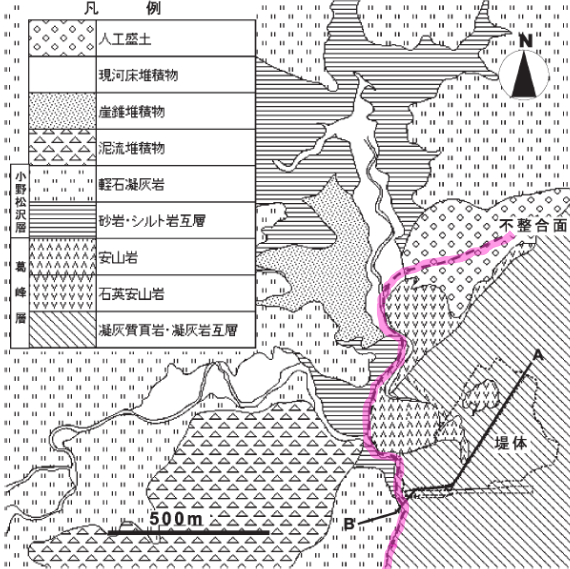 凡例
人工盛土
現河床堆積物
崖錐堆積物
泥流堆積物
小野松沢層
軽石凝灰岩
砂岩・シルト岩互層
葛峰層
安山岩
石英安山岩
凝灰質頁岩・凝灰岩互層
N
不整合面
A
堤体
500m
B